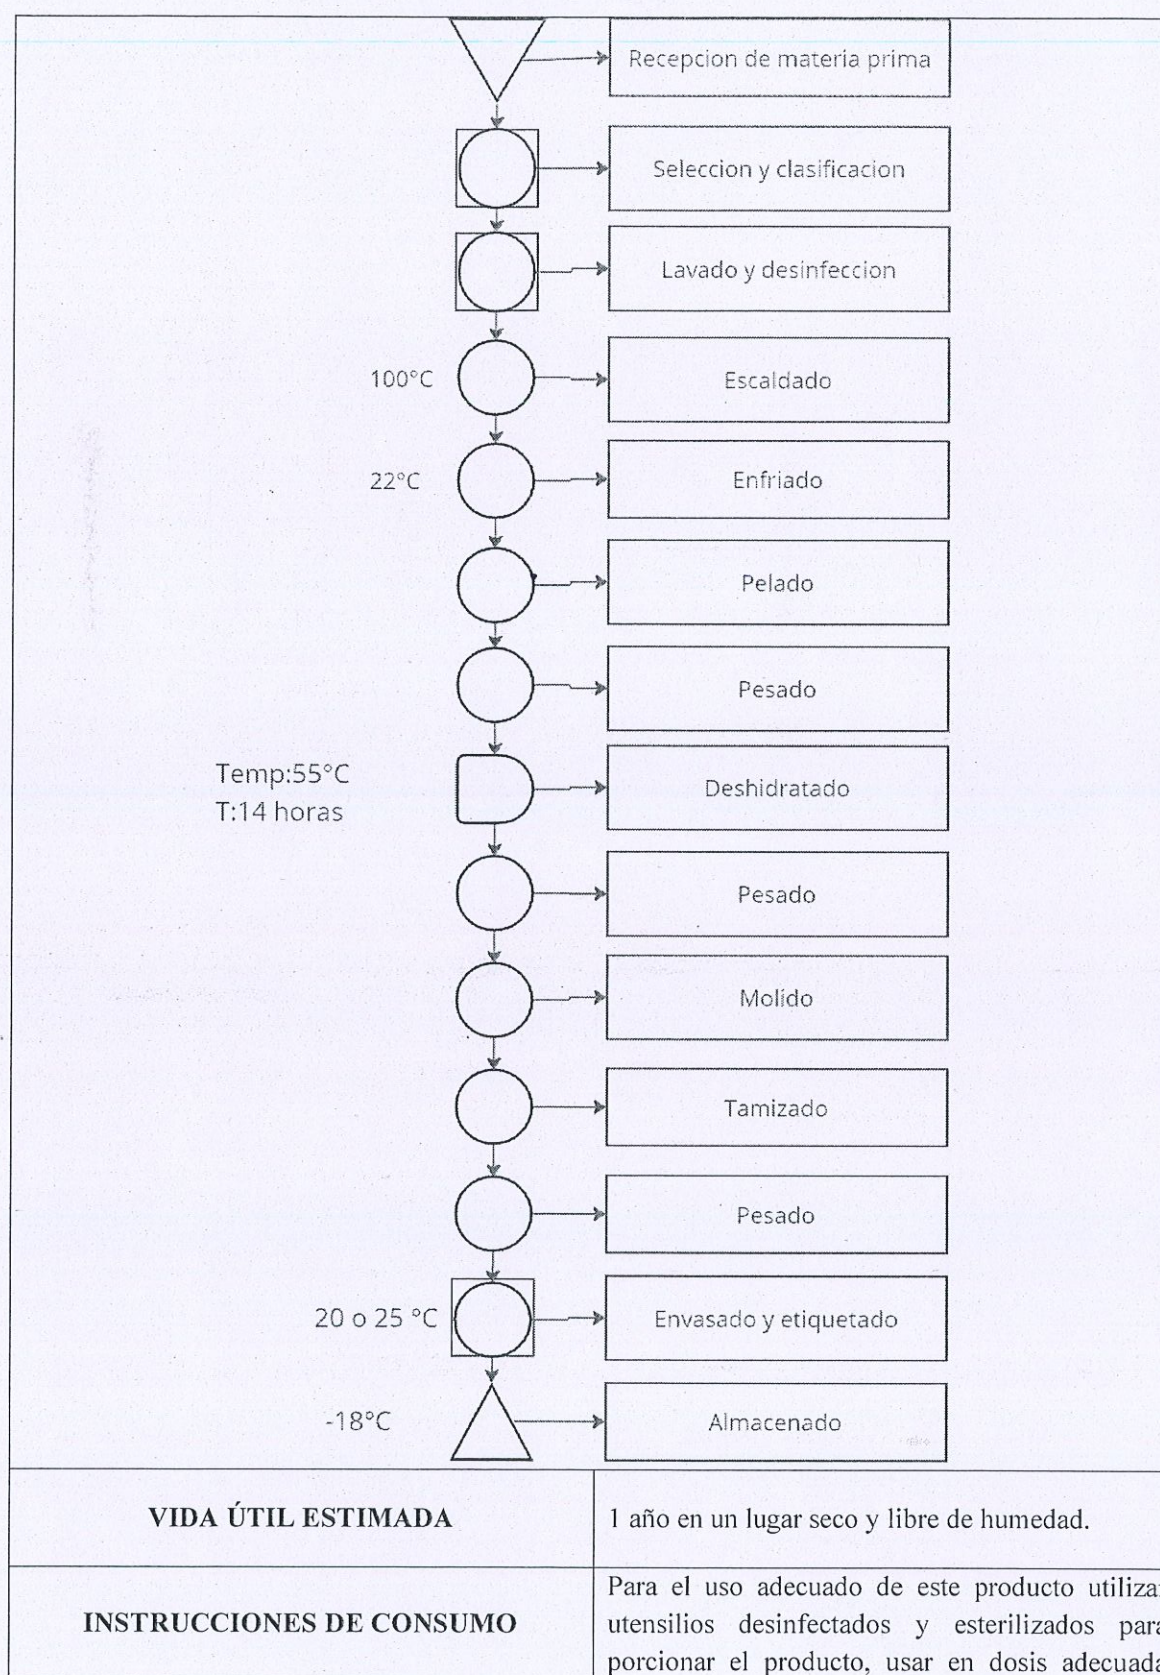 Recepcion de materia prima
Seleccion y clasificacion
Lavado y desinfeccion
100°C
Escaldado
22°C
Enfriado
Pelado
Pesado
Temp:55°C
T:14 horas
Deshidratado
Pesado
Molido
Tamizado
Pesado
20 o 25 °C
Envasado y etiquetado
-18°C
Almacenado
VIDA ÚTIL ESTIMADA
1 año en un lugar seco y libre de humedad.
INSTRUCCIONES DE CONSUMO
Para el uso adecuado de este producto utilizar
utensilios desinfectados y esterilizados para
porcionar el producto, usar en dosis adecuada